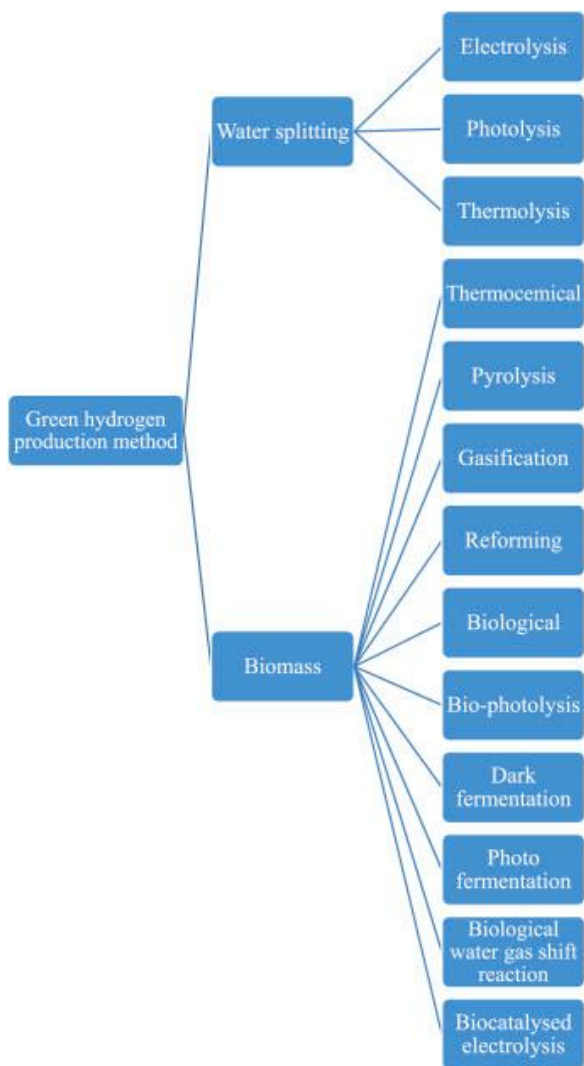 Green hydrogen
production method
Water splitting
Electrolysis
Photolysis
Thermolysis
Biomass
Thermocemical
Pyrolysis
Gasification
Reforming
Biological
Bio-photolysis
Dark
fermentation
Photo
fermentation
Biological
water gas shift
reaction
Biocatalysed
electrolysis